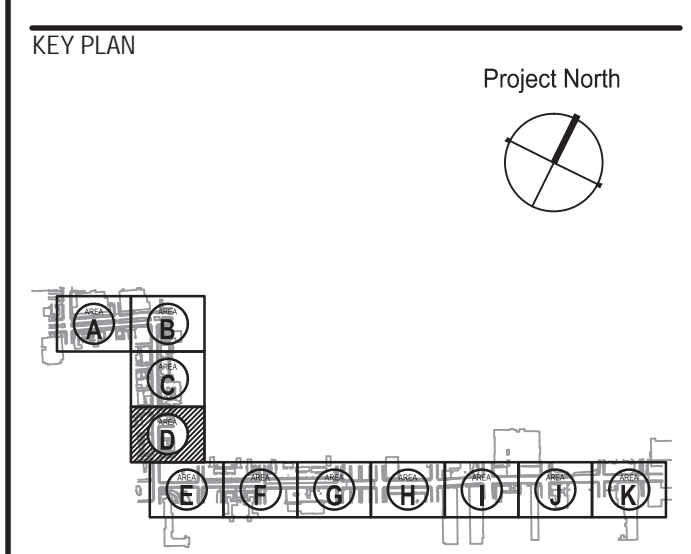 KEY PLAN
Project North
AREA
A
AREA
B
AREA
C
AREA
D
AREA
E
AREA
F
AREA
G
AREA
H
AREA
I
AREA
J
AREA
K